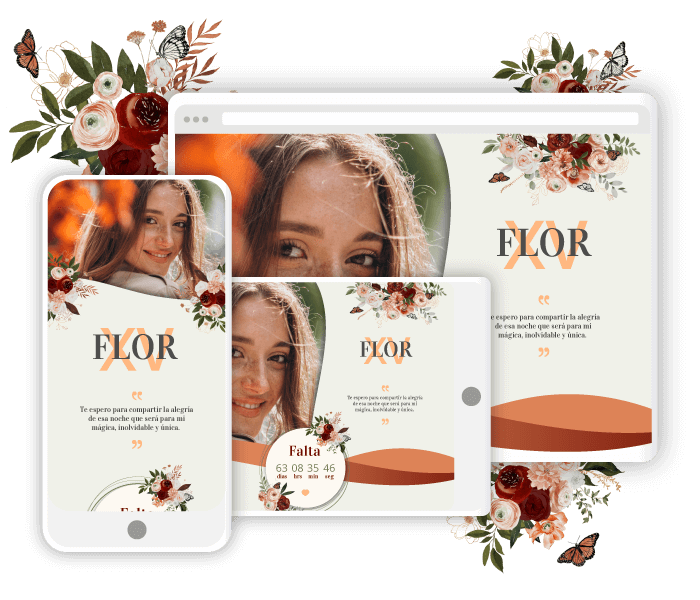 XV
FLOR
Te espero para compartir la alegría
de esa noche que será para mi
mágica, inolvidable y única.
Falta
XV
FLOR
Te espero para compartir la alegría
de esa noche que será para mi
mágica, inolvidable y única.
Falta
63 08 35 46
días hrs min seg
XV
FLOR
espero para compartir la alegría
de esa noche que será para mi
mágica, inolvidable y única.